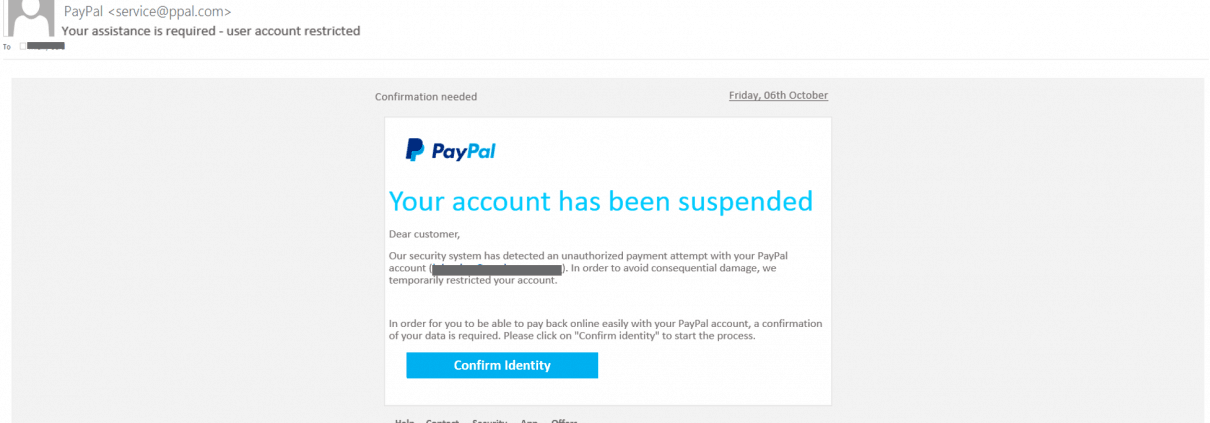 PayPal <service@ppal.com>
Your assistance is required - user account restricted
To
Confirmation needed
Friday, 06th October
PayPal
Your account has been suspended
Dear customer,
Our security system has detected an unauthorized payment attempt with your PayPal
account ( ). In order to avoid consequential damage, we
temporarily restricted your account.
In order for you to be able to pay back online easily with your PayPal account, a confirmation
of your data is required. Please click on "Confirm identity" to start the process.
Confirm Identity
Help Contact Security App Offers